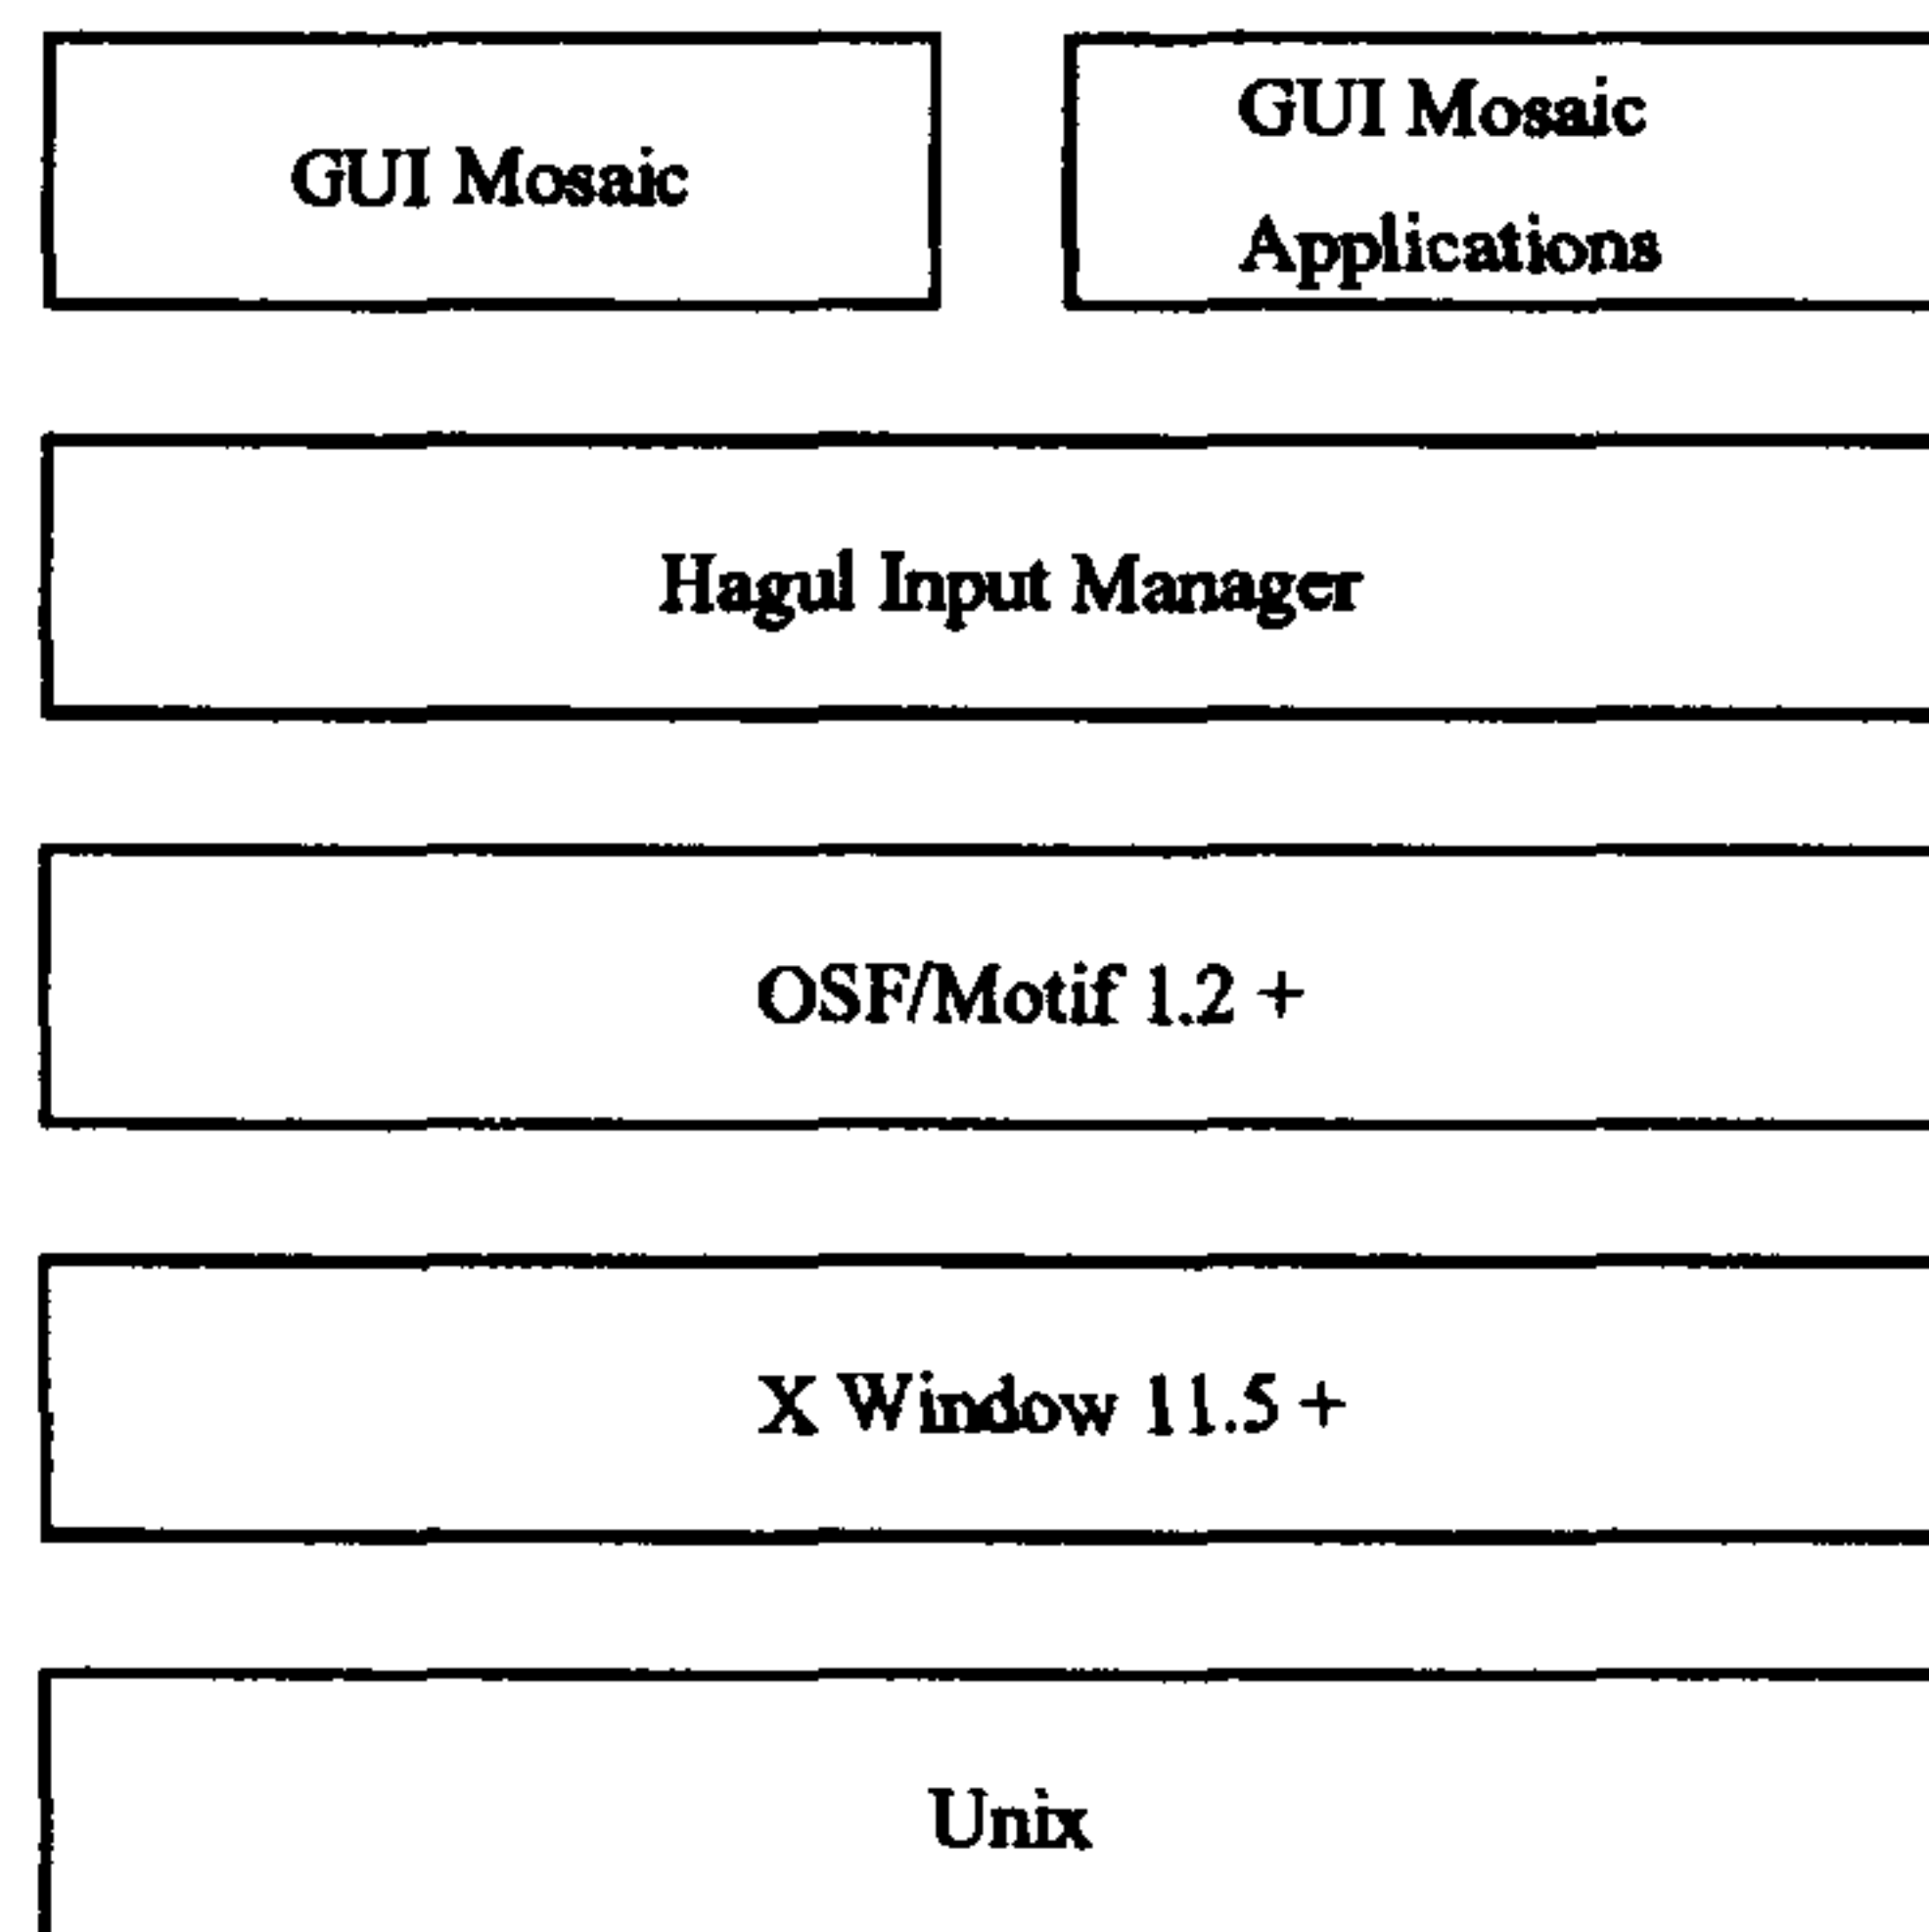 GUI Mosaic
GUI Mosaic
Applications
Hagul Input Manager
OSF/Motif 1.2 +
X Window 11.5 +
Unix